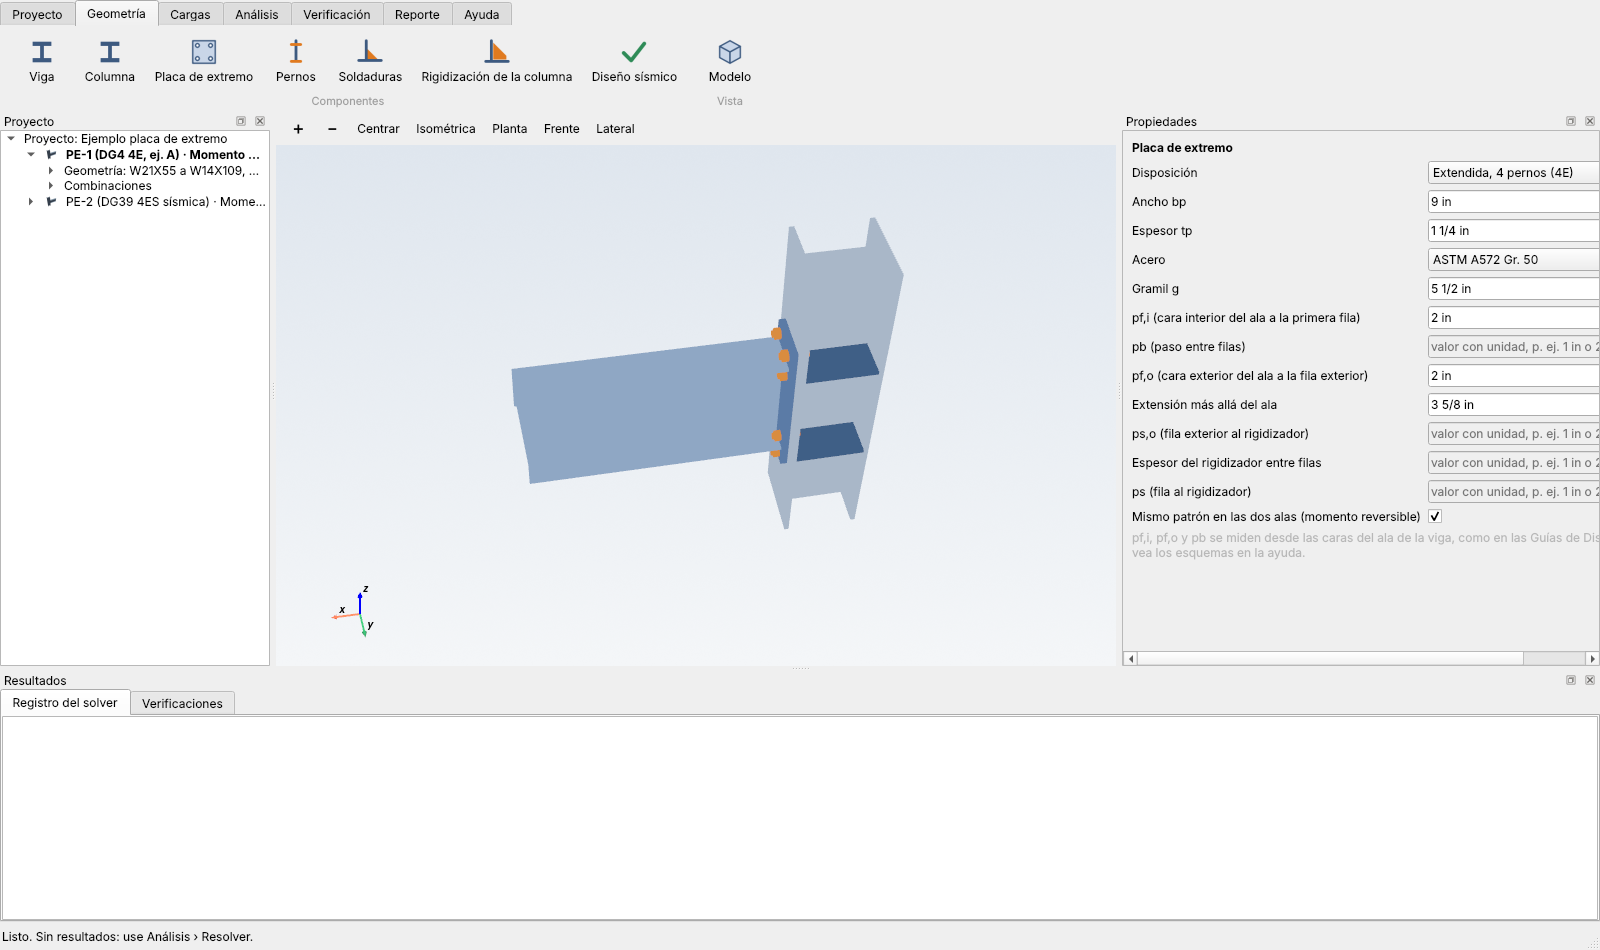 Proyecto Geometría Cargas Análisis Verificación Reporte Ayuda
Viga Columna Placa de extremo Pernos Soldaduras Rigidización de la columna Diseño sísmico Modelo
Componentes Vista
Proyecto
Proyecto: Ejemplo placa de extremo
PE-1 (DG4 4E, ej. A) · Momento ...
Geometría: W21X55 a W14X109, ...
Combinaciones
PE-2 (DG39 4ES sísmica) · Mome...
+ − Centrar Isométrica Planta Frente Lateral
z
x
y
Propiedades
Placa de extremo
Disposición Extendida, 4 pernos (4E)
Ancho bp 9 in
Espesor tp 1 1/4 in
Acero ASTM A572 Gr. 50
Gramil g 5 1/2 in
pf,i (cara interior del ala a la primera fila) 2 in
pb (paso entre filas) valor con unidad, p. ej. 1 in o 2
pf,o (cara exterior del ala a la fila exterior) 2 in
Extensión más allá del ala 3 5/8 in
ps,o (fila exterior al rigidizador) valor con unidad, p. ej. 1 in o 2
Espesor del rigidizador entre filas valor con unidad, p. ej. 1 in o 2
ps (fila al rigidizador) valor con unidad, p. ej. 1 in o 2
Mismo patrón en las dos alas (momento reversible)
pf,i, pf,o y pb se miden desde las caras del ala de la viga, como en las Guías de Dis
vea los esquemas en la ayuda.
Resultados
Registro del solver Verificaciones
Listo. Sin resultados: use Análisis › Resolver.